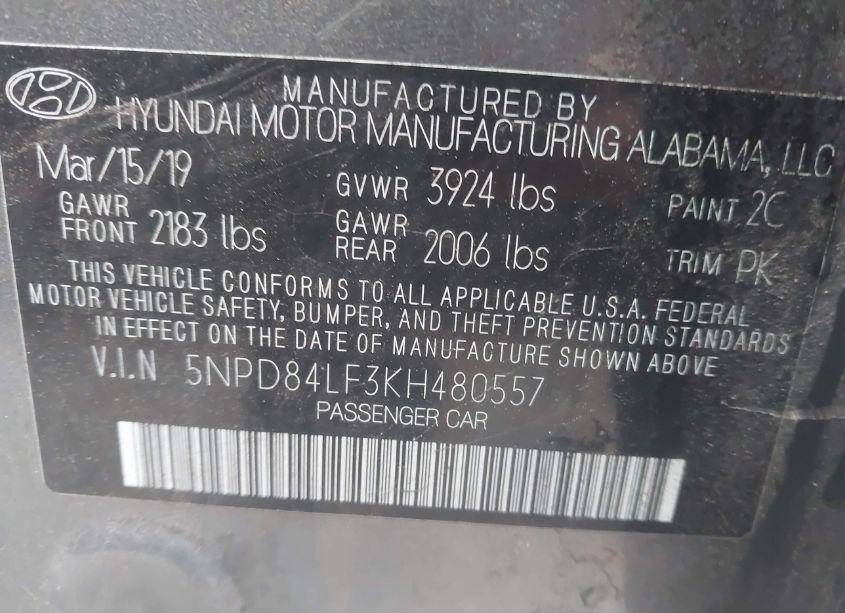 MANUFACTURED BY
HYUNDAI MOTOR MANUFACTURING ALABAMA, LLC
Mar/15/19 GVWR 3924 lbs PAINT 2C
GAWR FRONT 2183 lbs GAWR REAR 2006 lbs TRIM PK
THIS VEHICLE CONFORMS TO ALL APPLICABLE U.S.A. FEDERAL
MOTOR VEHICLE SAFETY, BUMPER, AND THEFT PREVENTION STANDARDS
IN EFFECT ON THE DATE OF MANUFACTURE SHOWN ABOVE
V.I.N 5NPD84LF3KH480557
PASSENGER CAR